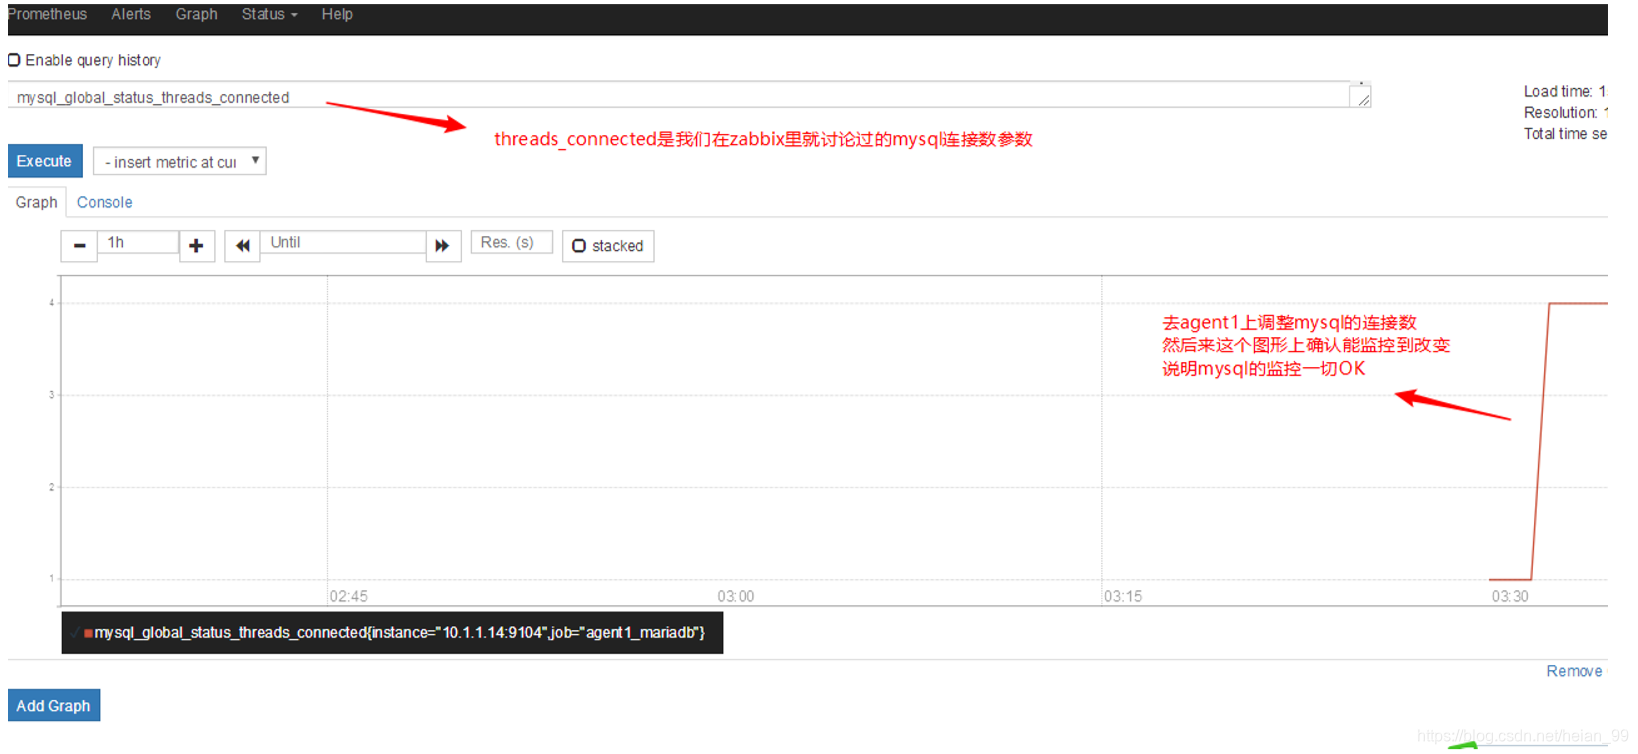 Prometheus Alerts Graph Status Help
Enable query history
mysql_global_status_threads_connected
Load time: 1
Resolution: 1
Total time se
threads_connected是我们在zabbix里就讨论过的mysql连接数参数
Execute - insert metric at cur
Graph Console
1h Until Res. (s) stacked
4
3
2
1
去agent1上调整mysql的连接数
然后来这个图形上确认能监控到改变
说明mysql的监控一切OK
02:45 03:00 03:15 03:30
mysql_global_status_threads_connected{instance="10.1.1.14:9104",job="agent1_mariadb"}
Remove
Add Graph
https://blog.csdn.net/heian_99